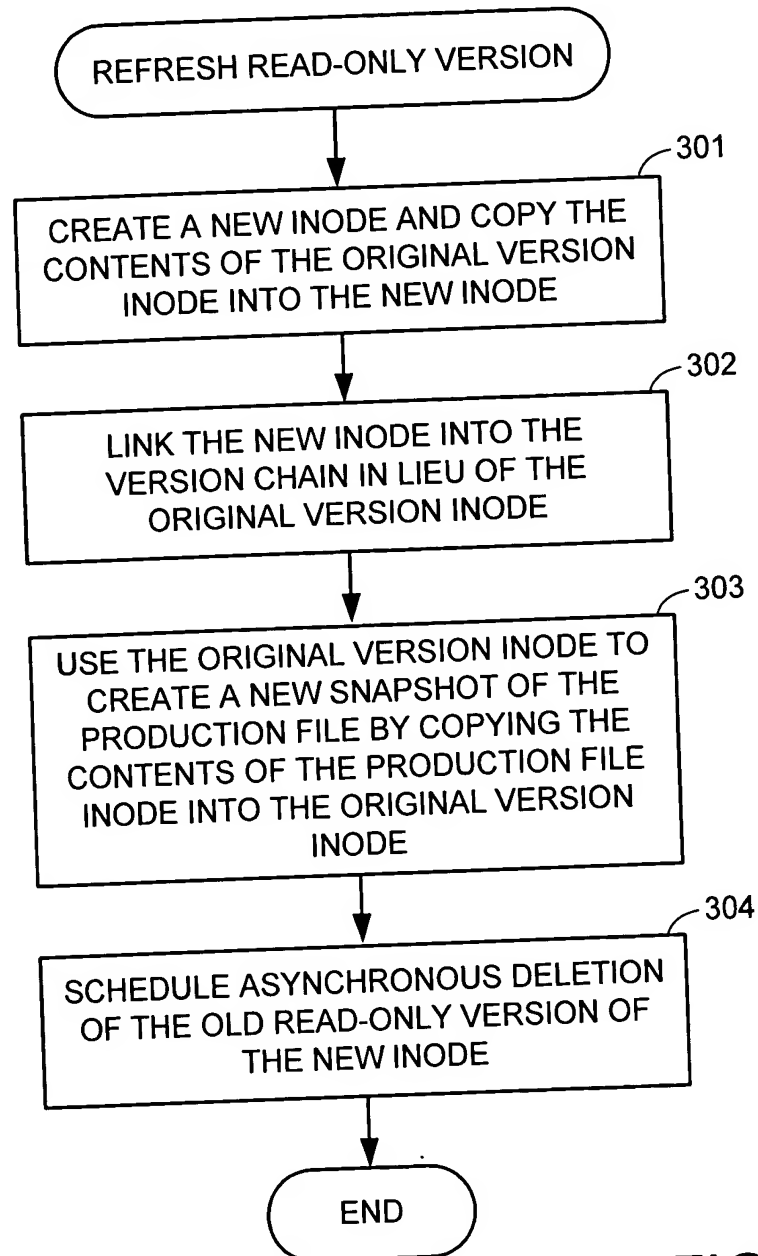 REFRESH READ-ONLY VERSION
301
CREATE A NEW INODE AND COPY THE
CONTENTS OF THE ORIGINAL VERSION
INODE INTO THE NEW INODE
302
LINK THE NEW INODE INTO THE
VERSION CHAIN IN LIEU OF THE
ORIGINAL VERSION INODE
303
USE THE ORIGINAL VERSION INODE TO
CREATE A NEW SNAPSHOT OF THE
PRODUCTION FILE BY COPYING THE
CONTENTS OF THE PRODUCTION FILE
INODE INTO THE ORIGINAL VERSION
INODE
304
SCHEDULE ASYNCHRONOUS DELETION
OF THE OLD READ-ONLY VERSION OF
THE NEW INODE
END